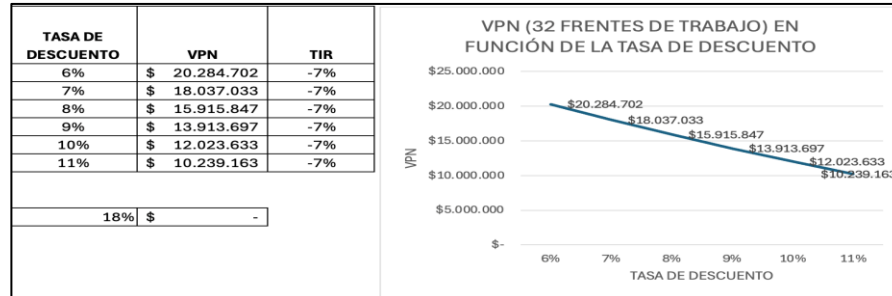 TASA DE
DESCUENTO VPN TIR
6% $ 20.284.702 -7%
7% $ 18.037.033 -7%
8% $ 15.915.847 -7%
9% $ 13.913.697 -7%
10% $ 12.023.633 -7%
11% $ 10.239.163 -7%
18% $ -
VPN (32 FRENTES DE TRABAJO) EN
FUNCIÓN DE LA TASA DE DESCUENTO
$25.000.000
$20.000.000
$15.000.000
$10.000.000
$5.000.000
$-
VPN
$20.284.702
$18.037.033
$15.915.847
$13.913.697
$12.023.633
$10.239.163
6% 7% 8% 9% 10% 11%
TASA DE DESCUENTO